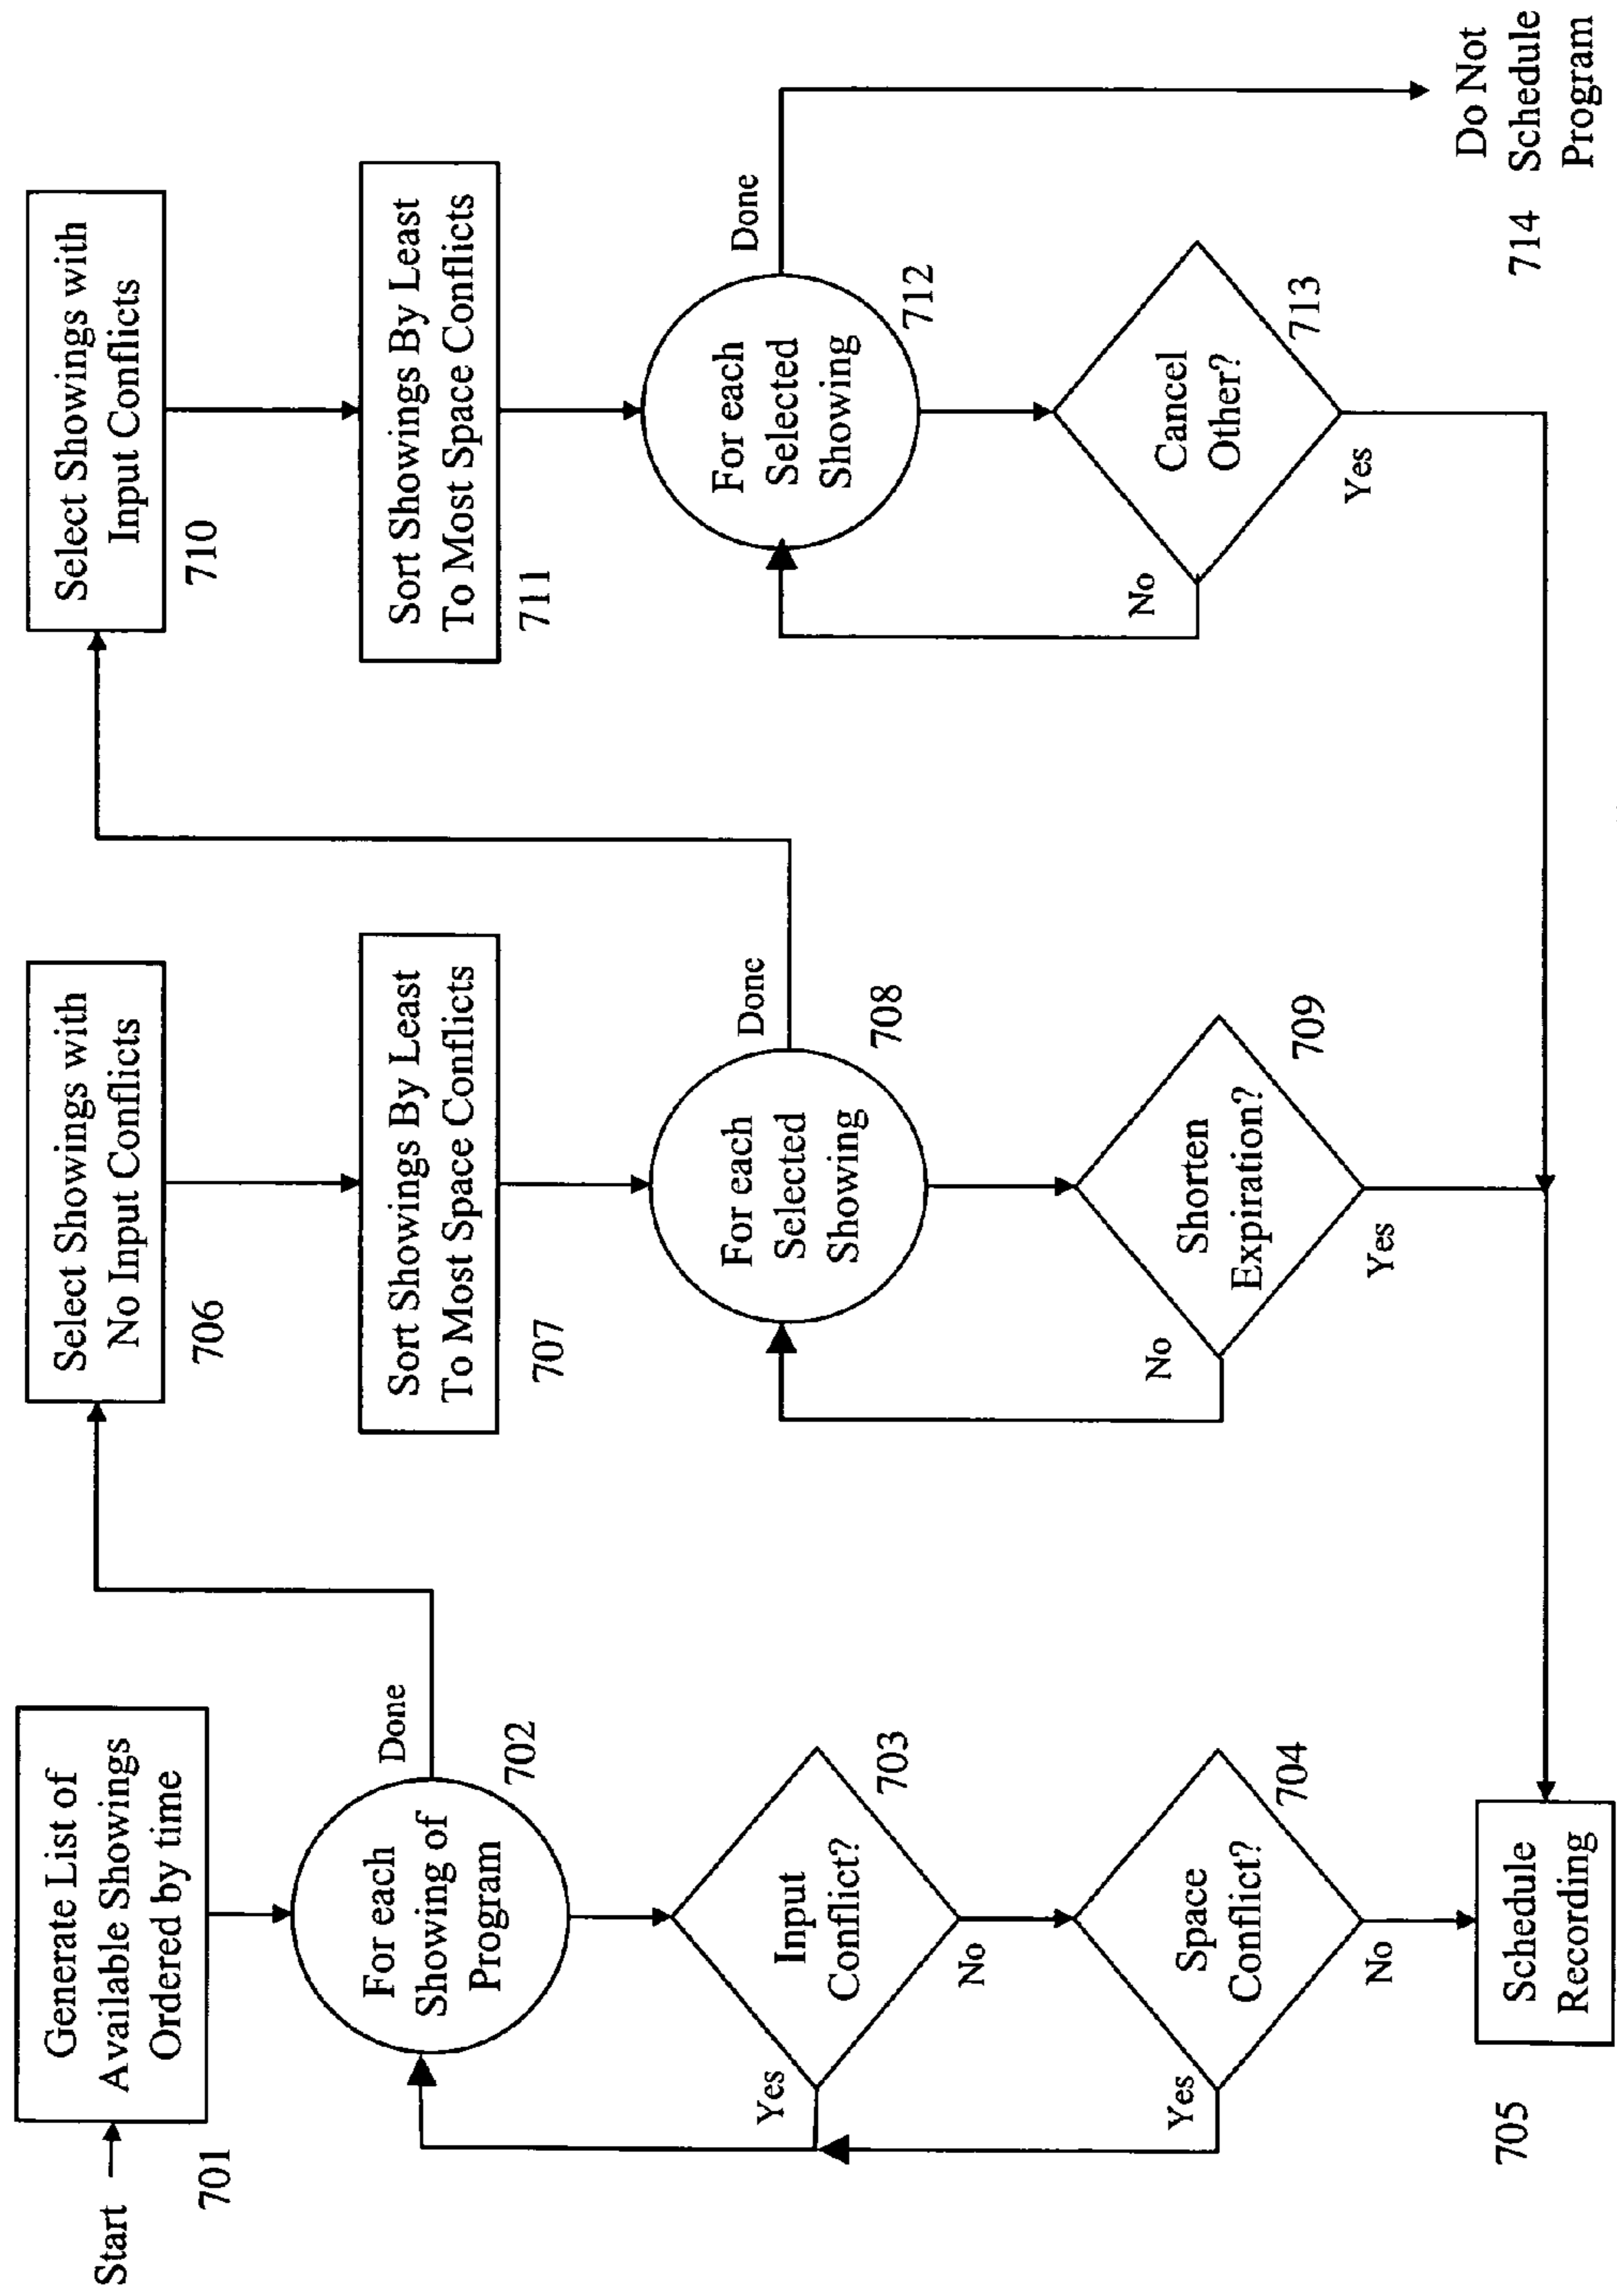 Start
Generate List of
Available Showings
Ordered by time
701
For each
Showing of
Program
Done
702
Input
Conflict?
703
Yes
No
Space
Conflict?
704
Yes
No
Schedule
Recording
705
Select Showings with
No Input Conflicts
706
Sort Showings By Least
To Most Space Conflicts
707
For each
Selected
Showing
Done
708
Shorten
Expiration?
709
No
Yes
Select Showings with
Input Conflicts
710
Sort Showings By Least
To Most Space Conflicts
711
For each
Selected
Showing
Done
712
Cancel
Other?
713
No
Yes
Do Not
714 Schedule
Program